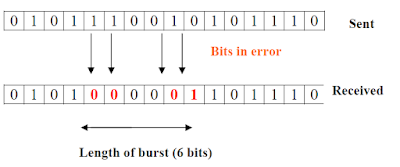 0 1 0 1 1 1 0 0 1 0 1 0 1 1 1 0 Sent
Bits in error
0 1 0 1 0 0 0 0 0 1 1 0 1 1 1 0 Received
Length of burst (6 bits)